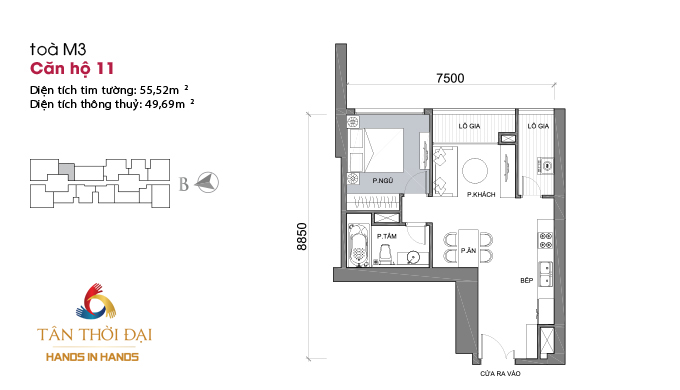 toà M3
Căn hộ 11
Diện tích tim tường: 55,52m ²
Diện tích thông thuỷ: 49,69m ²
B
TÂN THỜI ĐẠI
HANDS IN HANDS
7500
8850
LÔ GIA
LÔ GIA
P.NGỦ
P.KHÁCH
P.TẮM
P.ĂN
BẾP
CỬA RA VÀO